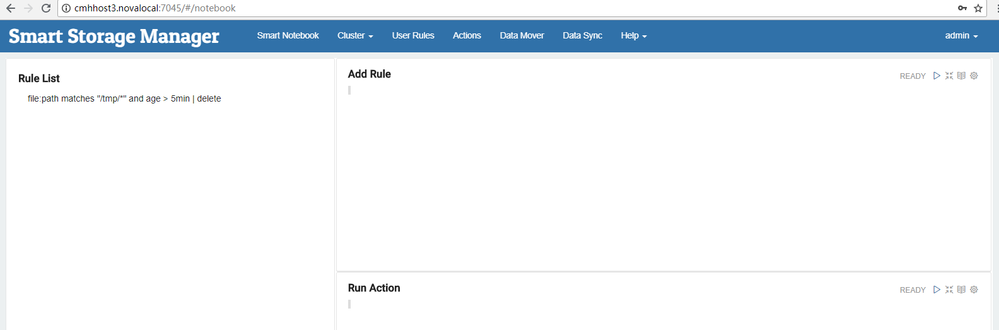 cmhhost3.novalocal:7045/#/notebook
Smart Storage Manager Smart Notebook Cluster User Rules Actions Data Mover Data Sync Help admin
Rule List
file:path matches "/tmp/*" and age > 5min | delete
Add Rule READY
Run Action READY